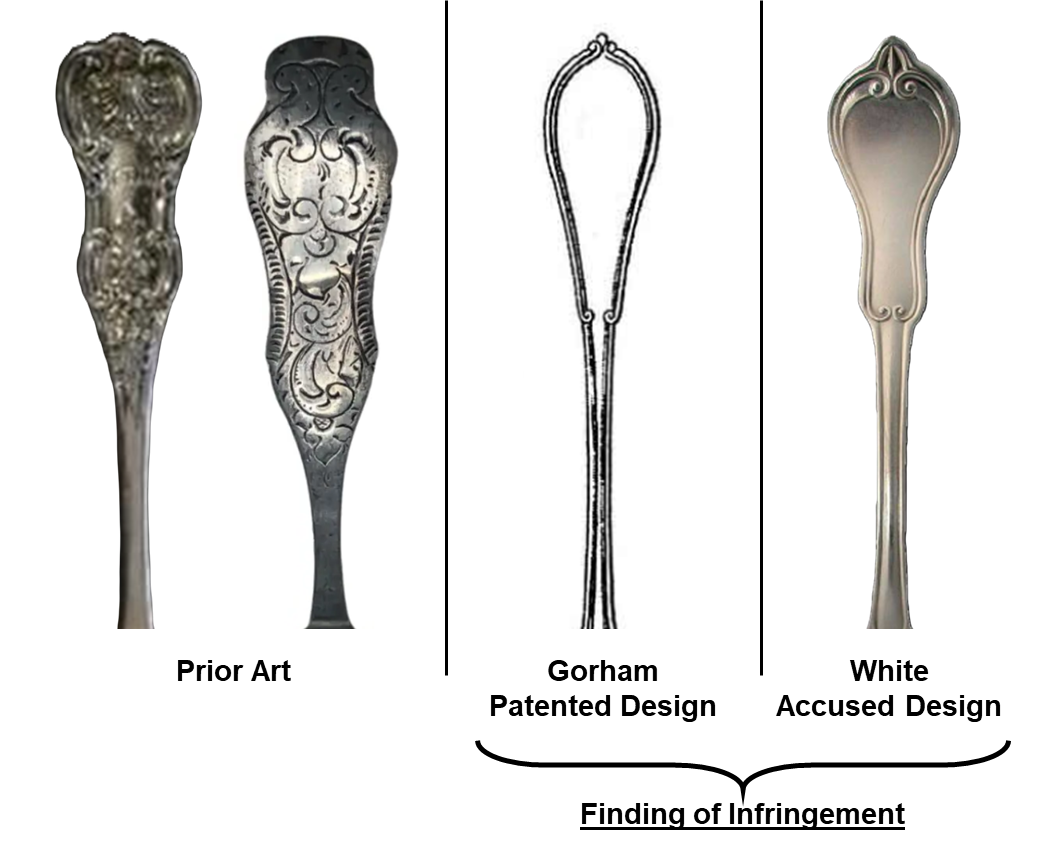 Prior Art
Gorham
Patented Design
White
Accused Design
Finding of Infringement